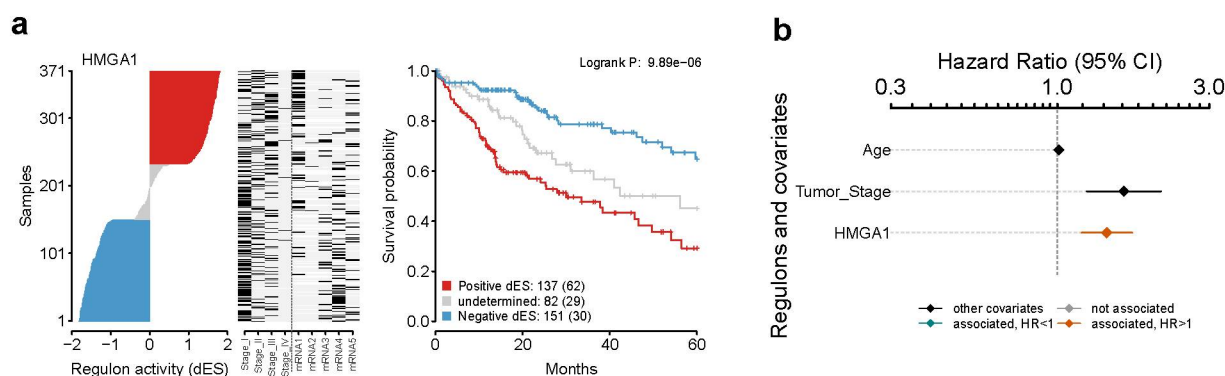 a
HMGA1
371
301
201
101
1
Samples
−2 −1 0 1 2
Regulon activity (dES)
Stage_I
Stage_II
Stage_III
Stage_IV
mRNA1
mRNA2
mRNA3
mRNA4
mRNA5
Logrank P: 9.89e−06
1.0
0.8
0.6
0.4
0.2
0.0
Survival probability
Positive dES: 137 (62)
undetermined: 82 (29)
Negative dES: 151 (30)
0 20 40 60
Months
b
Hazard Ratio (95% CI)
0.3 1.0 3.0
Regulons and covariates
Age
Tumor_Stage
HMGA1
other covariates not associated
associated, HR<1 associated, HR>1